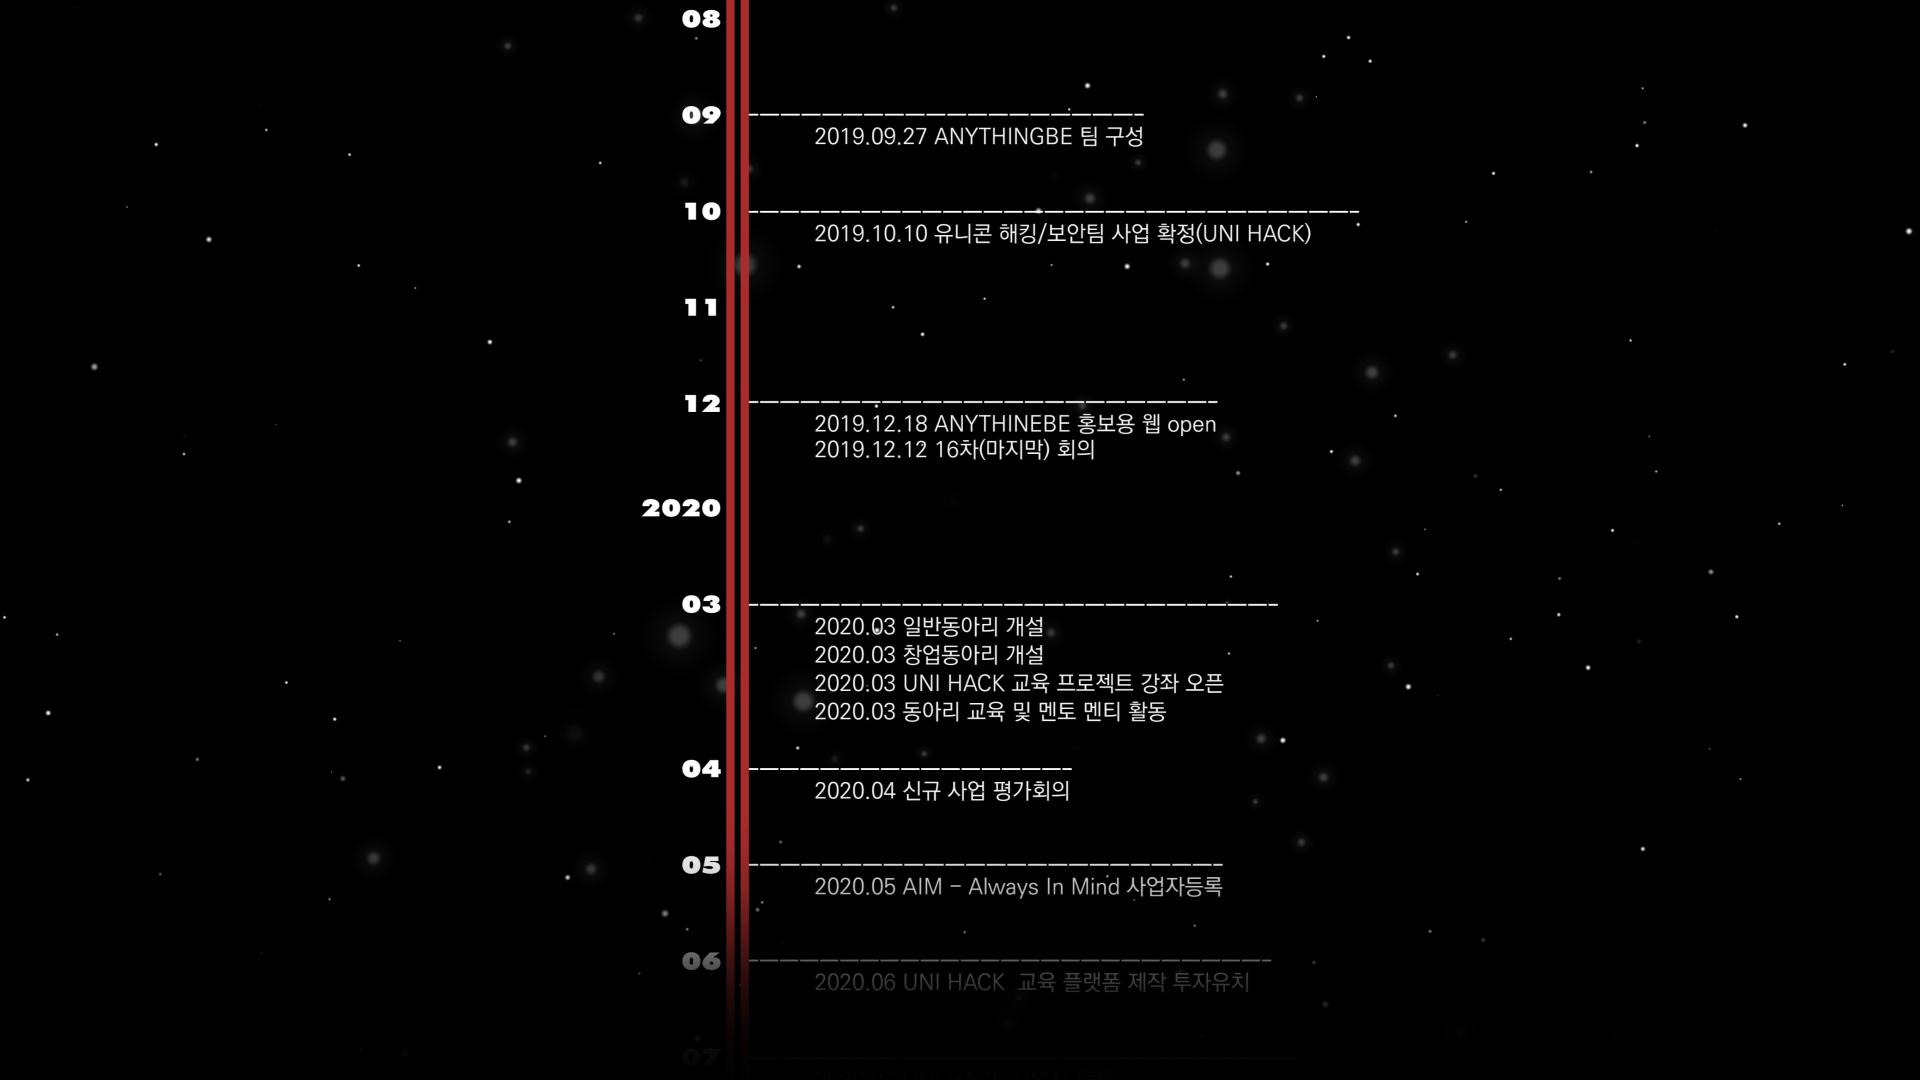 08
09
2019.09.27 ANYTHINGBE 팀 구성
10
2019.10.10 유니콘 해킹/보안팀 사업 확정(UNI HACK)
11
12
2019.12.18 ANYTHINEBE 홍보용 웹 open
2019.12.12 16차(마지막) 회의
2020
03
2020.03 일반동아리 개설
2020.03 창업동아리 개설
2020.03 UNI HACK 교육 프로젝트 강좌 오픈
2020.03 동아리 교육 및 멘토 멘티 활동
04
2020.04 신규 사업 평가회의
05
2020.05 AIM - Always In Mind 사업자등록
06
2020.06 UNI HACK 교육 플랫폼 제작 투자유치
07
2020.07 UNI HACK